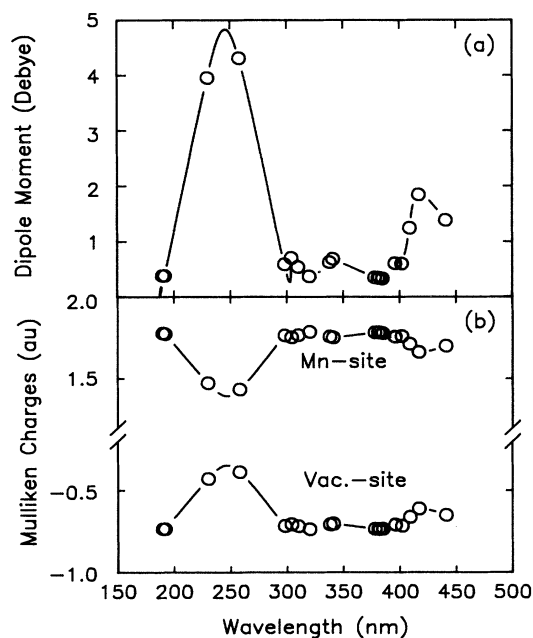 5
4
3
2
1
Dipole Moment (Debye)
(a)
2.0
1.5
−0.5
−1.0
Mulliken Charges (au)
(b)
Mn−site
Vac.−site
150 200 250 300 350 400 450 500
Wavelength (nm)